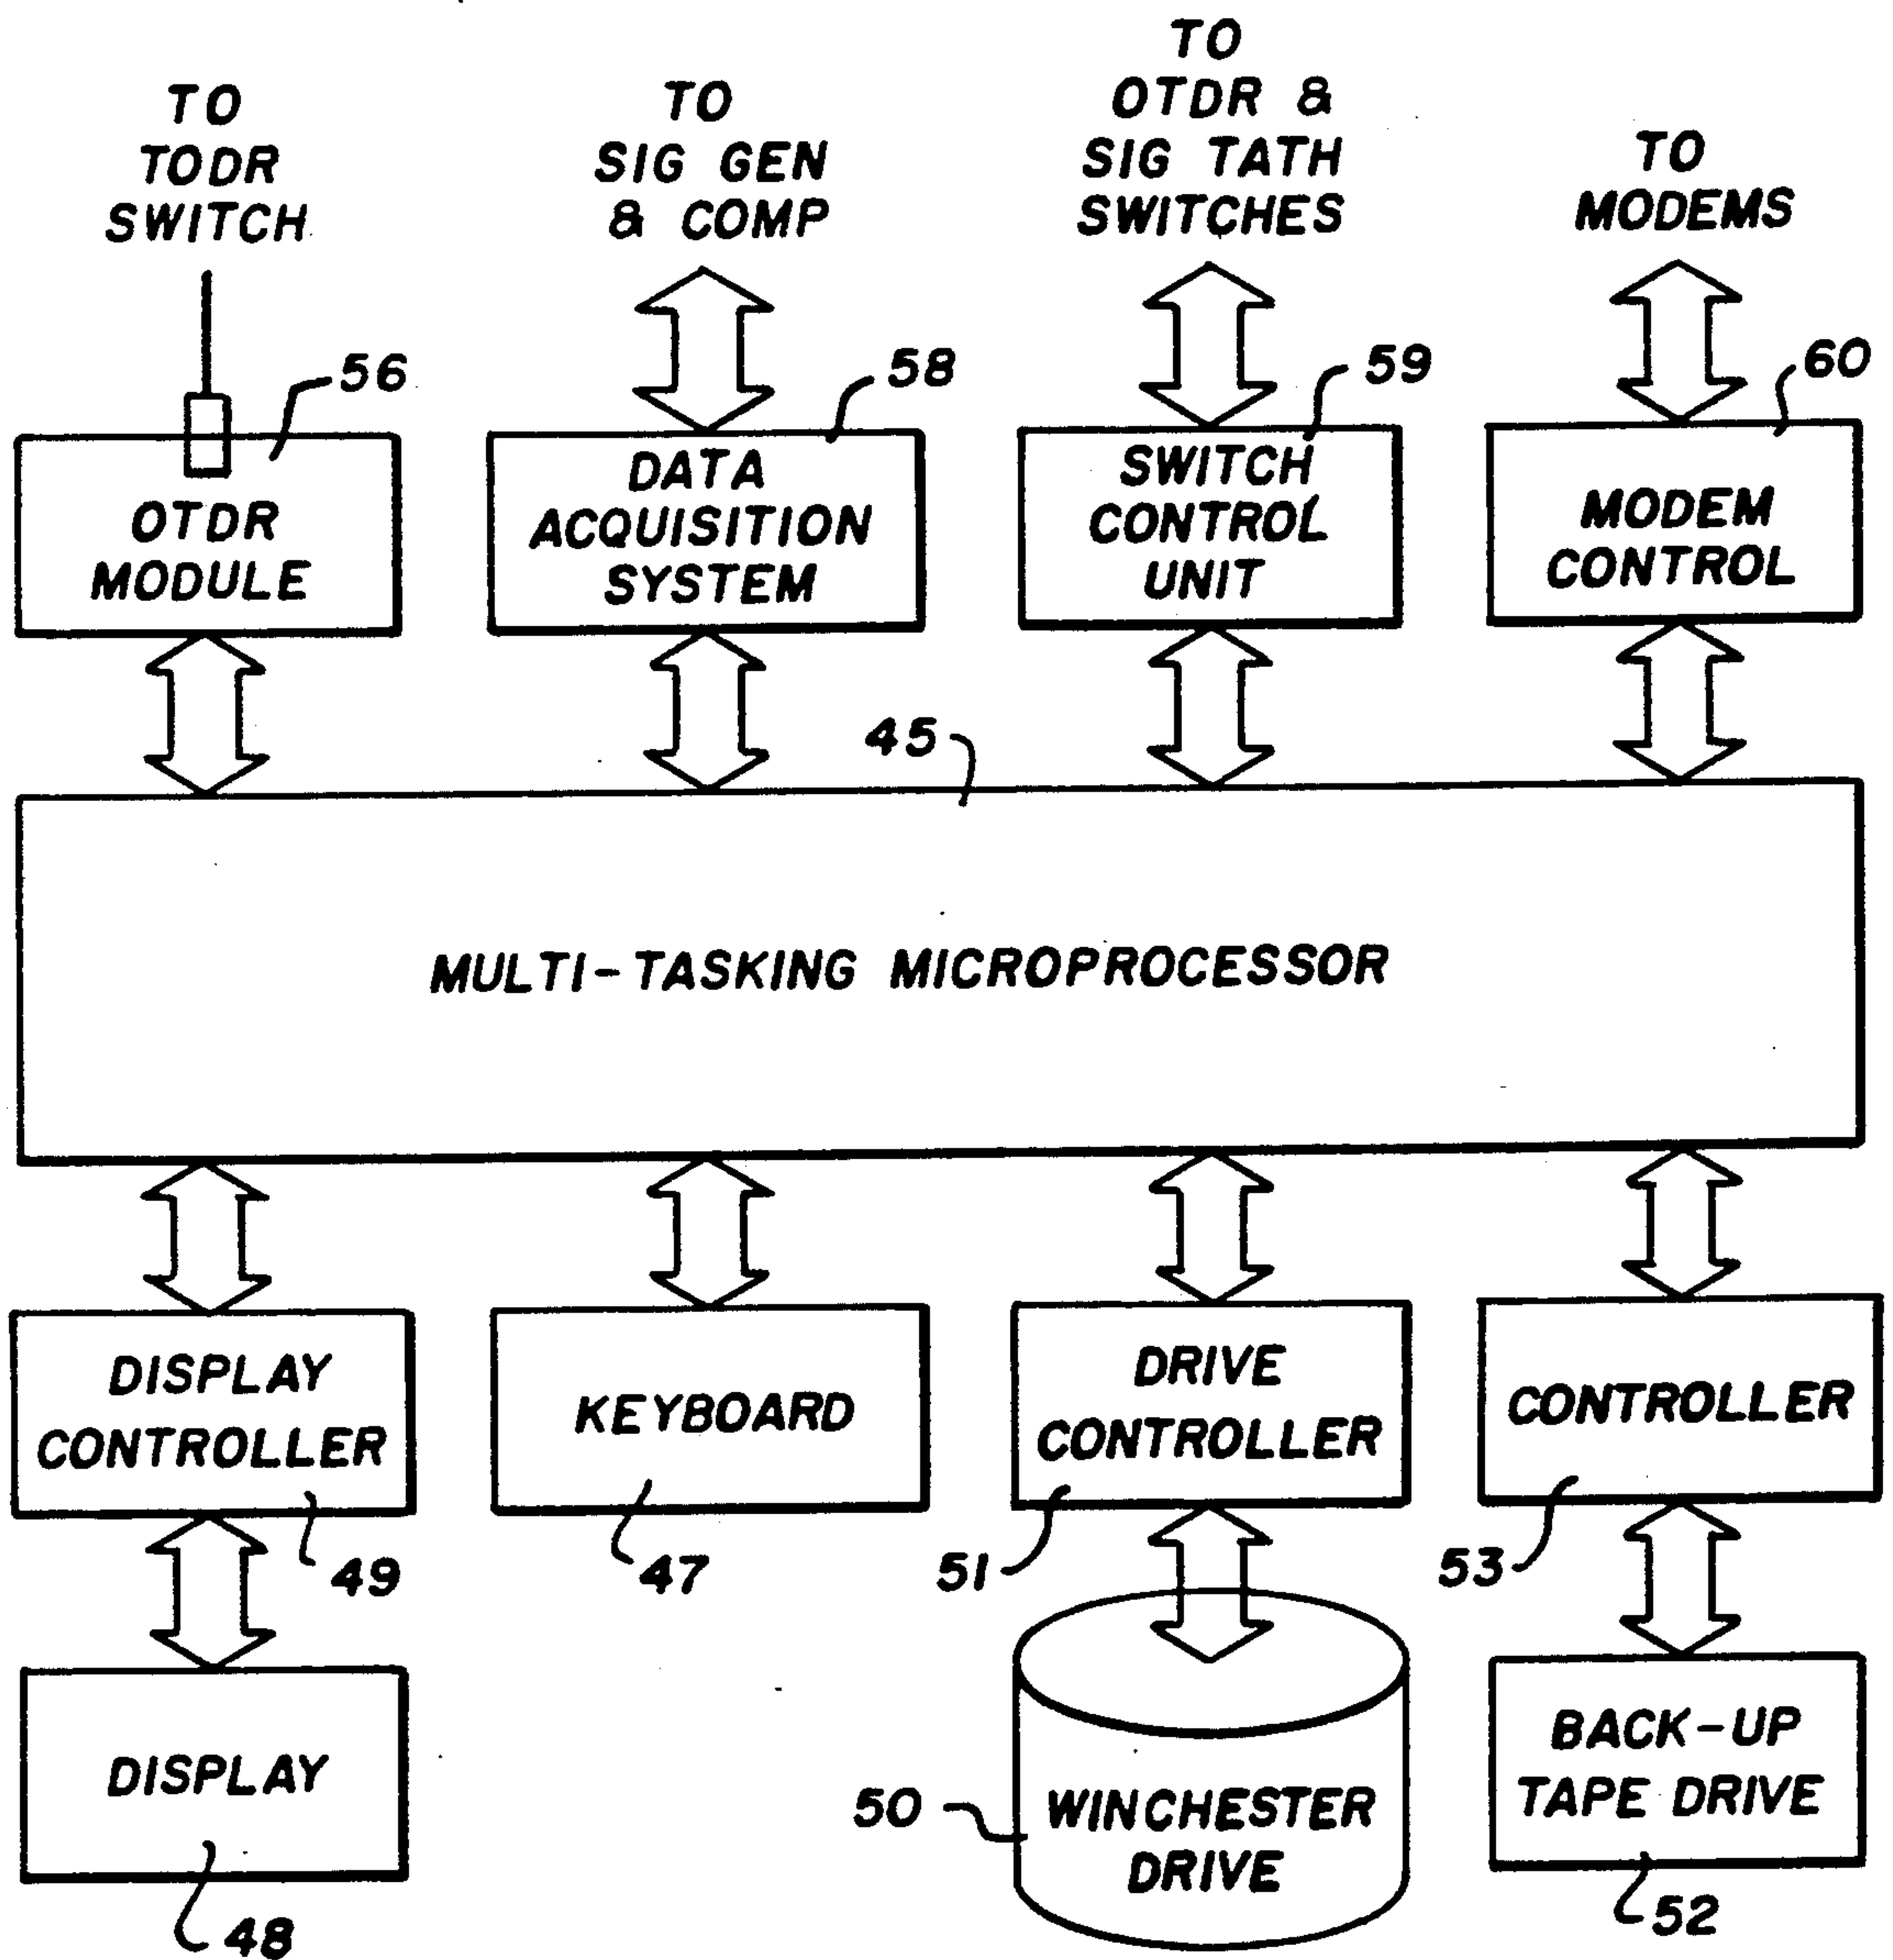 TO
TODR
SWITCH
TO
SIG GEN
& COMP
TO
OTDR &
SIG TATH
SWITCHES
TO
MODEMS
56
58
59
60
OTDR
MODULE
DATA
ACQUISITION
SYSTEM
SWITCH
CONTROL
UNIT
MODEM
CONTROL
45
MULTI-TASKING MICROPROCESSOR
DISPLAY
CONTROLLER
KEYBOARD
DRIVE
CONTROLLER
CONTROLLER
49
47
51
53
DISPLAY
48
50
WINCHESTER
DRIVE
BACK-UP
TAPE DRIVE
52